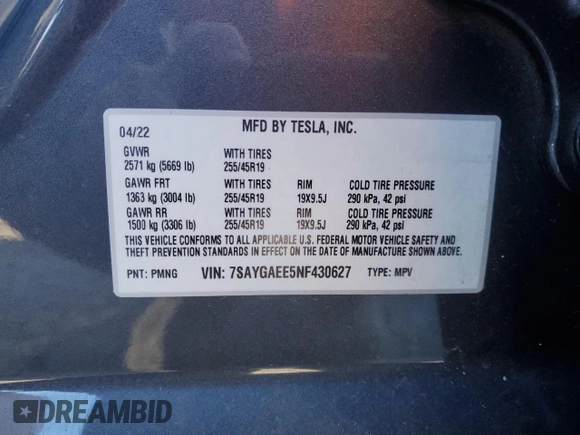 04/22 MFD BY TESLA, INC.
GVWR WITH TIRES
2571 kg (5669 lb) 255/45R19
GAWR FRT WITH TIRES RIM COLD TIRE PRESSURE
1363 kg (3004 lb) 255/45R19 19X9.5J 290 kPa, 42 psi
GAWR RR WITH TIRES RIM COLD TIRE PRESSURE
1500 kg (3306 lb) 255/45R19 19X9.5J 290 kPa, 42 psi
THIS VEHICLE CONFORMS TO ALL APPLICABLE U.S. FEDERAL MOTOR VEHICLE SAFETY AND
THEFT PREVENTION STANDARDS IN EFFECT ON THE DATE OF MANUFACTURE SHOWN ABOVE.
PNT: PMNG VIN: 7SAYGAEE5NF430627 TYPE: MPV
DREAMBID